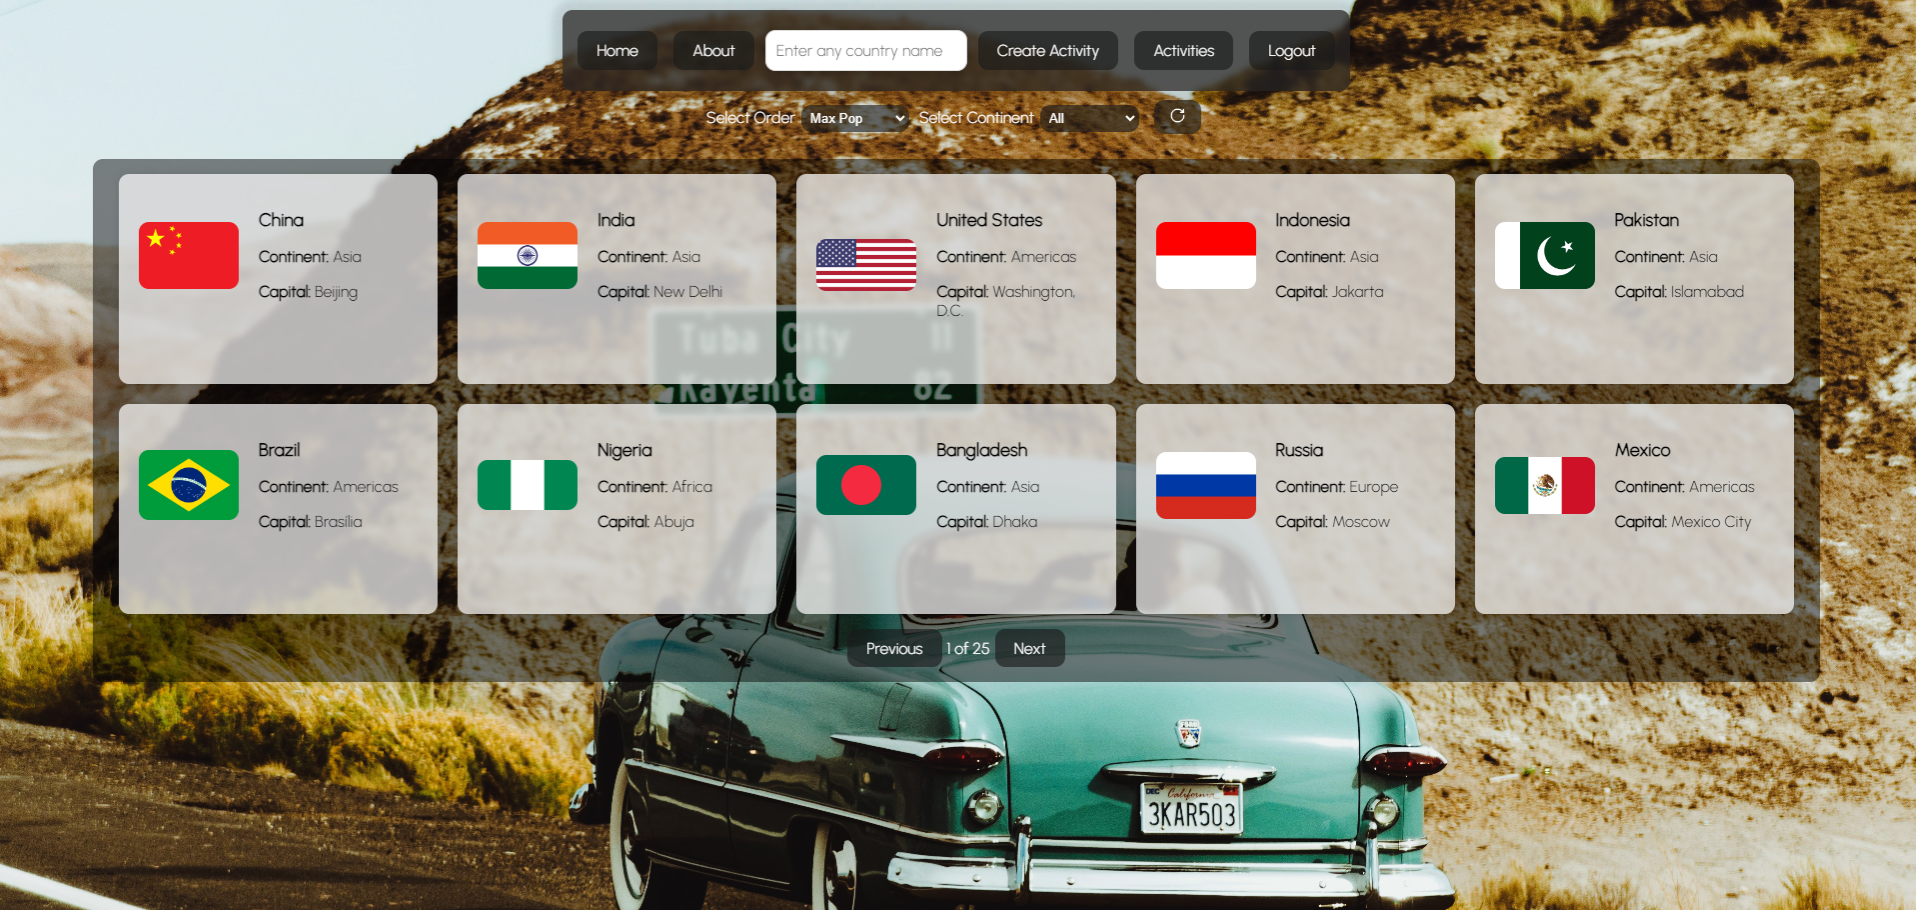 Home
About
Enter any country name
Create Activity
Activities
Logout
Select Order
Max Pop
Select Continent
All
China
Continent: Asia
Capital: Beijing
India
Continent: Asia
Capital: New Delhi
United States
Continent: Americas
Capital: Washington,
D.C.
Indonesia
Continent: Asia
Capital: Jakarta
Pakistan
Continent: Asia
Capital: Islamabad
Tuba City 11
Kayenta 82
Brazil
Continent: Americas
Capital: Brasília
Nigeria
Continent: Africa
Capital: Abuja
Bangladesh
Continent: Asia
Capital: Dhaka
Russia
Continent: Europe
Capital: Moscow
Mexico
Continent: Americas
Capital: Mexico City
Previous
1 of 25
Next
DEC California
3KAR503